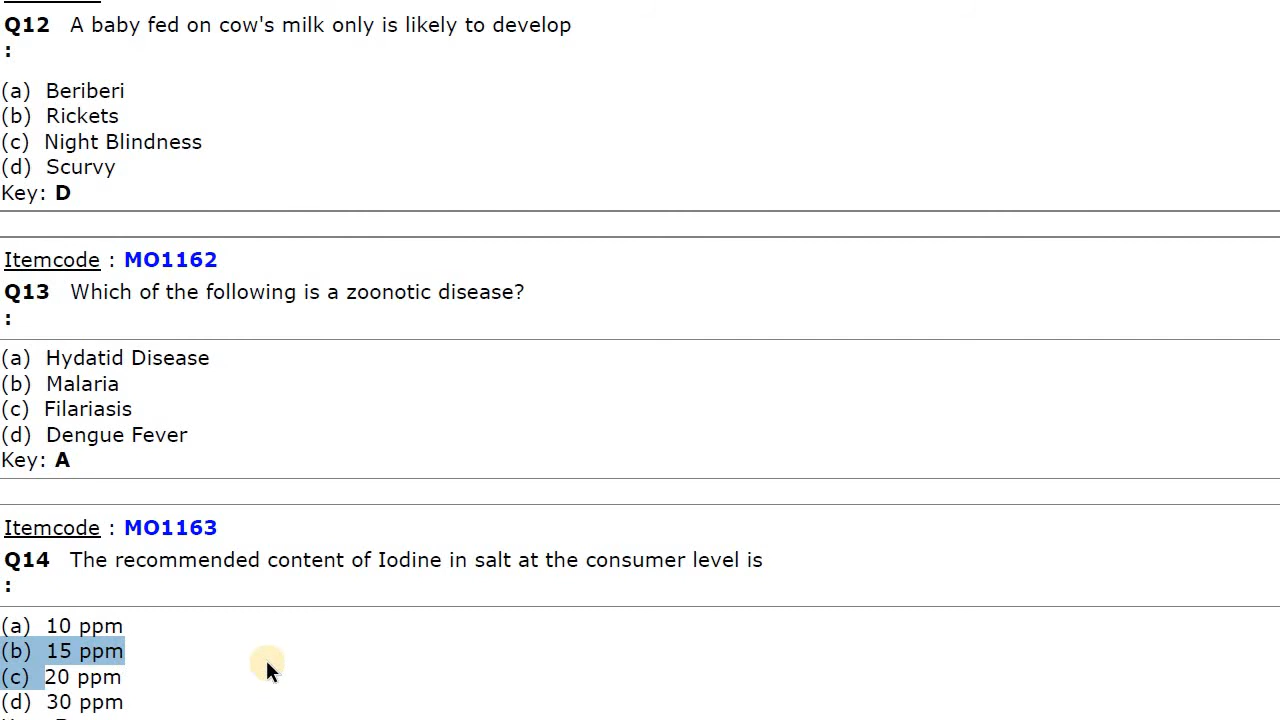 Q12 A baby fed on cow's milk only is likely to develop
:
(a) Beriberi
(b) Rickets
(c) Night Blindness
(d) Scurvy
Key: D
Itemcode : MO1162
Q13 Which of the following is a zoonotic disease?
:
(a) Hydatid Disease
(b) Malaria
(c) Filariasis
(d) Dengue Fever
Key: A
Itemcode : MO1163
Q14 The recommended content of Iodine in salt at the consumer level is
:
(a) 10 ppm
(b) 15 ppm
(c) 20 ppm
(d) 30 ppm